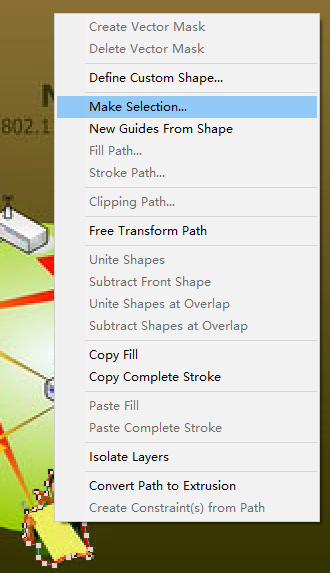 Create Vector Mask
Delete Vector Mask
Define Custom Shape...
Make Selection...
New Guides From Shape
Fill Path...
Stroke Path...
Clipping Path...
Free Transform Path
Unite Shapes
Subtract Front Shape
Unite Shapes at Overlap
Subtract Shapes at Overlap
Copy Fill
Copy Complete Stroke
Paste Fill
Paste Complete Stroke
Isolate Layers
Convert Path to Extrusion
Create Constraint(s) from Path
N
802.1